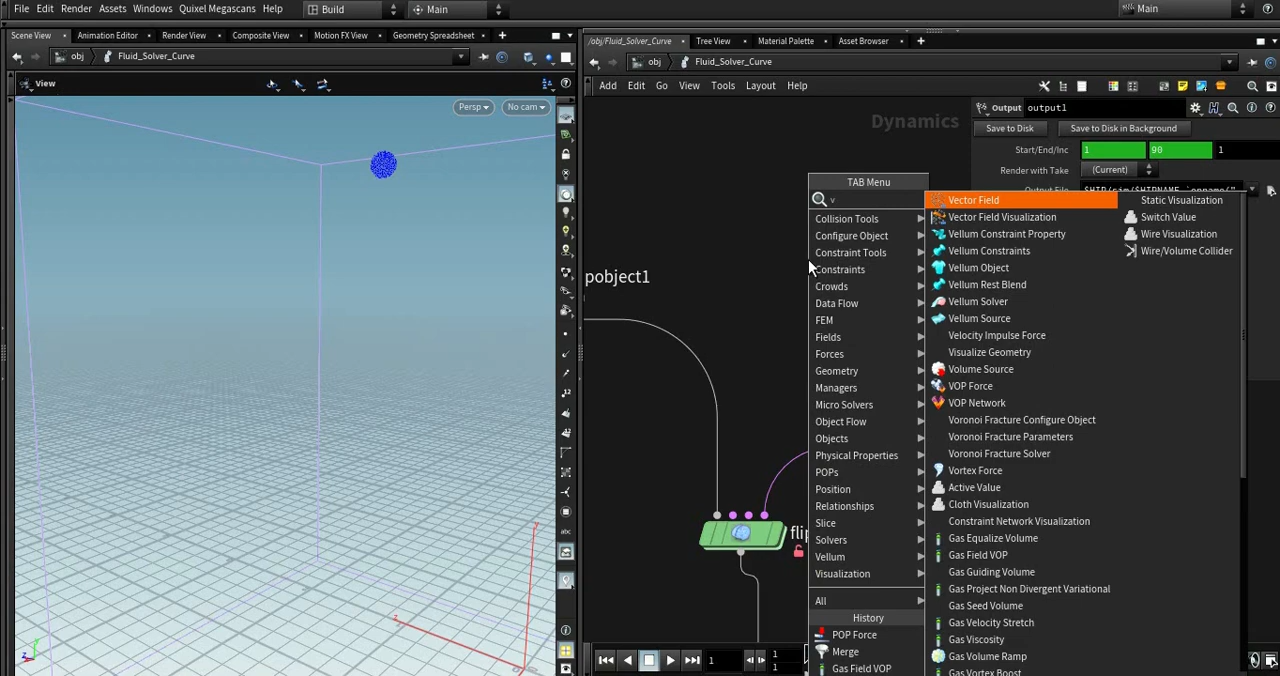 File Edit Render Assets Windows Quixel Megascans Help Build Main Main
Scene View Animation Editor Render View Composite View Motion FX View Geometry Spreadsheet
/obj/Fluid_Solver_Curve Tree View Material Palette Asset Browser
obj Fluid_Solver_Curve
obj Fluid_Solver_Curve
View
Add Edit Go View Tools Layout Help
Persp No cam
Dynamics
Output output1
Save to Disk Save to Disk in Background
Start/End/Inc 1 90 1
Render with Take (Current)
TAB Menu
v
Collision Tools
Configure Object
Constraint Tools
Constraints
Crowds
Data Flow
FEM
Fields
Forces
Geometry
Managers
Micro Solvers
Object Flow
Objects
Physical Properties
POPs
Position
Relationships
Slice
Solvers
Vellum
Visualization
All
History
POP Force
Merge
Gas Field VOP
Vector Field
Vector Field Visualization
Vellum Constraint Property
Vellum Constraints
Vellum Object
Vellum Rest Blend
Vellum Solver
Vellum Source
Velocity Impulse Force
Visualize Geometry
Volume Source
VOP Force
VOP Network
Voronoi Fracture Configure Object
Voronoi Fracture Parameters
Voronoi Fracture Solver
Vortex Force
Active Value
Cloth Visualization
Constraint Network Visualization
Gas Equalize Volume
Gas Field VOP
Gas Guiding Volume
Gas Project Non Divergent Variational
Gas Seed Volume
Gas Velocity Stretch
Gas Viscosity
Gas Volume Ramp
Gas Vortex Boost
Static Visualization
Switch Value
Wire Visualization
Wire/Volume Collider
pobject1
flip
1 1
1